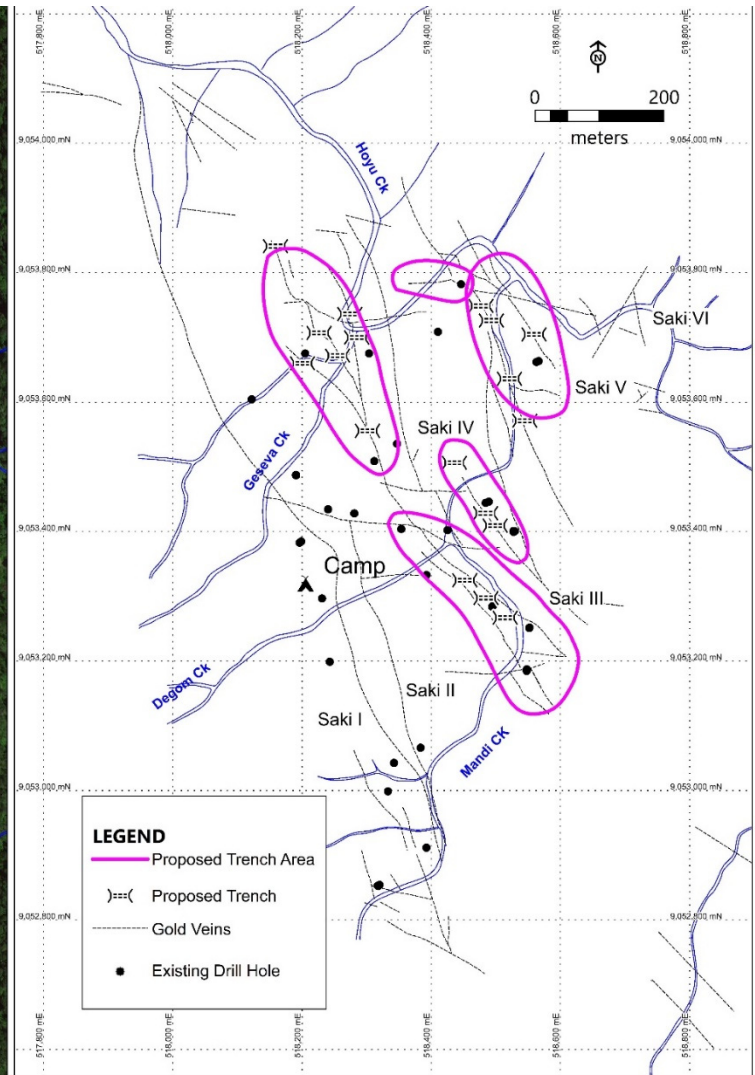 517,800 mE
518,000 mE
518,200 mE
518,400 mE
518,600 mE
518,800 mE
N
0 200
meters
9,054,000 mN
9,054,000 mN
Hoyu Ck
9,053,800 mN
9,053,800 mN
Saki VI
Saki V
9,053,600 mN
9,053,600 mN
Saki IV
Geseva Ck
9,053,400 mN
9,053,400 mN
Camp
Saki III
9,053,200 mN
9,053,200 mN
Degom Ck
Saki II
Saki I
Mandi CK
9,053,000 mN
9,053,000 mN
LEGEND
Proposed Trench Area
Proposed Trench
Gold Veins
Existing Drill Hole
9,052,800 mN
9,052,800 mN
517,800 mE
518,000 mE
518,200 mE
518,400 mE
518,600 mE
518,800 mE